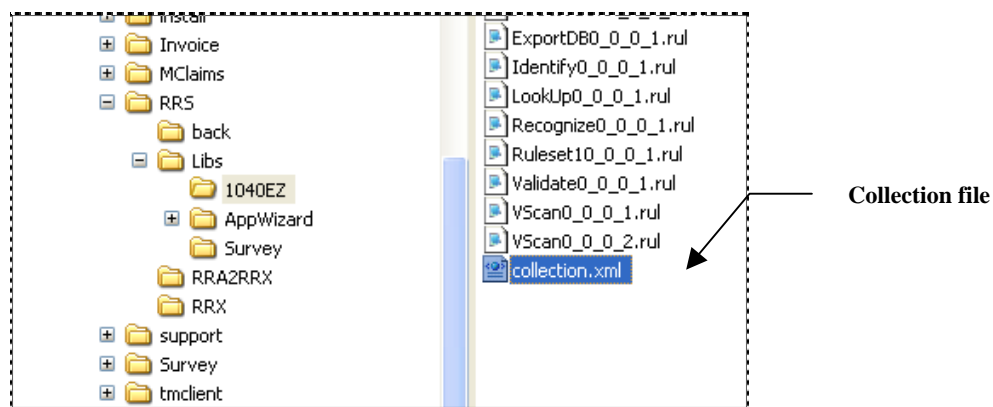 install
Invoice
MClaims
RRS
back
Libs
1040EZ
AppWizard
Survey
RRA2RRX
RRX
support
Survey
tmclient
ExportDB0_0_0_1.rul
Identify0_0_0_1.rul
LookUp0_0_0_1.rul
Recognize0_0_0_1.rul
Ruleset10_0_0_1.rul
Validate0_0_0_1.rul
VScan0_0_0_1.rul
VScan0_0_0_2.rul
collection.xml
Collection file